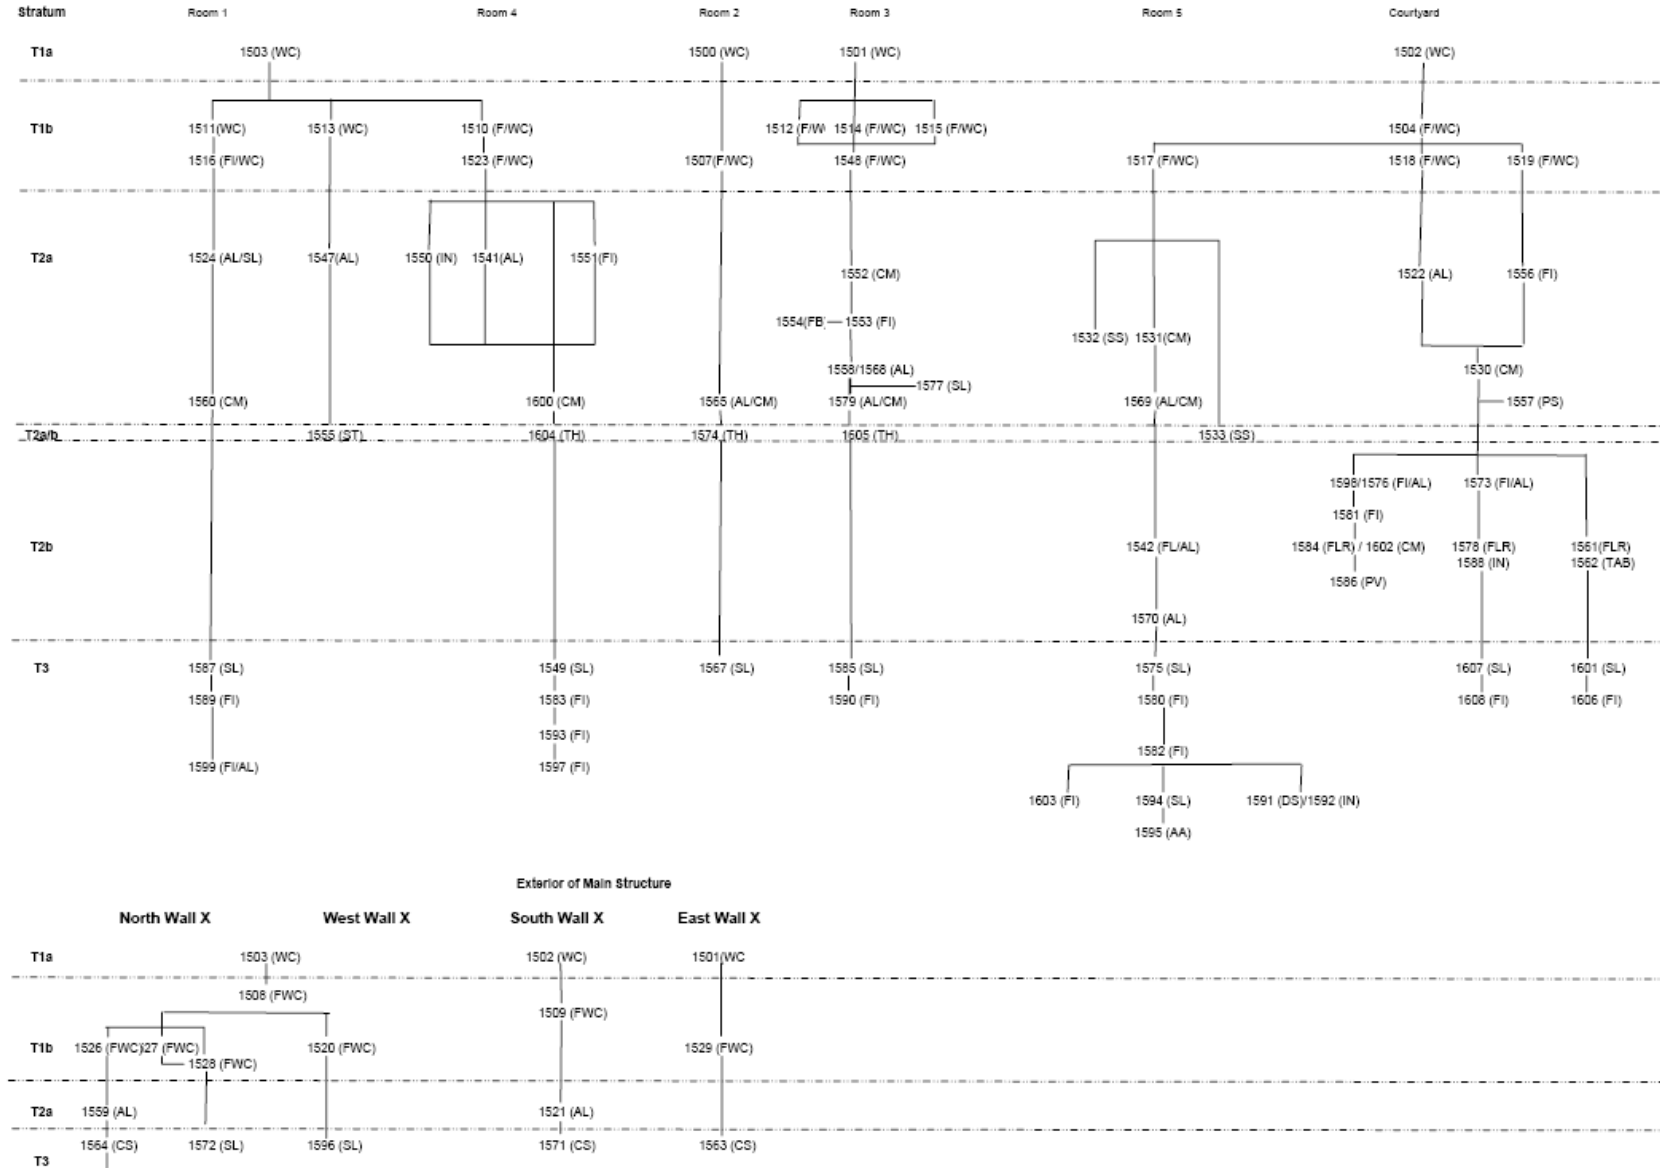 Stratum Room 1 Room 4 Room 2 Room 3 Room 5 Courtyard
T1a 1503 (WC) 1500 (WC) 1501 (WC) 1502 (WC)
T1b 1511(WC) 1513 (WC) 1510 (F/WC) 1512 (F/W 1514 (F/WC) 1515 (F/WC) 1504 (F/WC)
1516 (FI/WC) 1523 (F/WC) 1507(F/WC) 1548 (F/WC) 1517 (F/WC) 1518 (F/WC) 1519 (F/WC)
T2a 1524 (AL/SL) 1547(AL) 1550 (IN) 1541(AL) 1551(FI)
1552 (CM) 1522 (AL) 1556 (FI)
1554(FB) 1553 (FI)
1532 (SS) 1531(CM)
1558/1568 (AL) 1530 (CM)
1577 (SL)
1560 (CM) 1600 (CM) 1565 (AL/CM) 1579 (AL/CM) 1569 (AL/CM) 1557 (PS)
T2a/b 1555 (ST) 1604 (TH) 1574 (TH) 1605 (TH) 1533 (SS)
1598/1576 (FI/AL) 1573 (FI/AL)
1581 (FI)
T2b 1542 (FL/AL) 1584 (FLR) / 1602 (CM) 1578 (FLR) 1561(FLR)
1588 (IN) 1562 (TAB)
1586 (PV)
1570 (AL)
T3 1587 (SL) 1549 (SL) 1567 (SL) 1585 (SL) 1575 (SL) 1607 (SL) 1601 (SL)
1589 (FI) 1583 (FI) 1590 (FI) 1580 (FI) 1608 (FI) 1606 (FI)
1593 (FI)
1582 (FI)
1599 (FI/AL) 1597 (FI)
1603 (FI) 1594 (SL) 1591 (DS)/1592 (IN)
1595 (AA)
Exterior of Main Structure
North Wall X West Wall X South Wall X East Wall X
T1a 1503 (WC) 1502 (WC) 1501(WC
1508 (FWC)
1509 (FWC)
T1b 1526 (FWC) 27 (FWC) 1520 (FWC) 1529 (FWC)
1528 (FWC)
T2a 1559 (AL) 1521 (AL)
1564 (CS) 1572 (SL) 1596 (SL) 1571 (CS) 1563 (CS)
T3